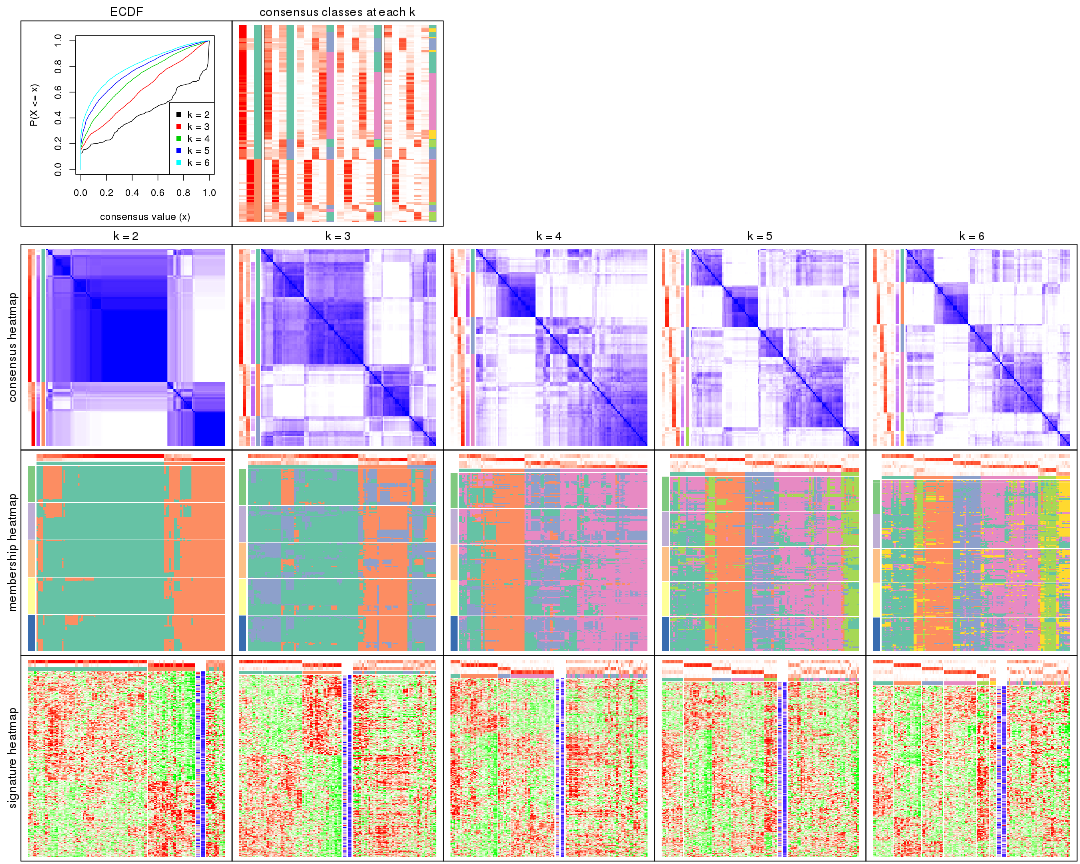 ECDF
consensus classes at each k
P(X <= x)
0.0 0.2 0.4 0.6 0.8 1.0
k = 2
k = 3
k = 4
k = 5
k = 6
0.0 0.2 0.4 0.6 0.8 1.0
consensus value (x)
k = 2 k = 3 k = 4 k = 5 k = 6
consensus heatmap
membership heatmap
signature heatmap